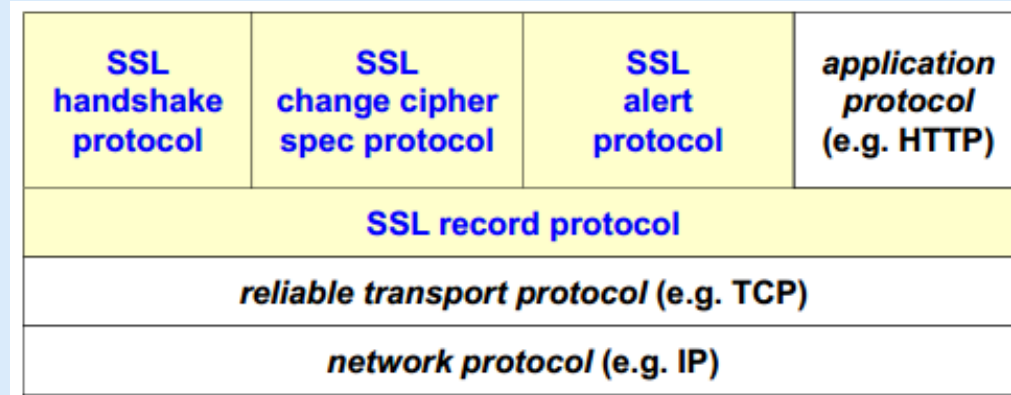 SSL
handshake
protocol
SSL
change cipher
spec protocol
SSL
alert
protocol
application
protocol
(e.g. HTTP)
SSL record protocol
reliable transport protocol (e.g. TCP)
network protocol (e.g. IP)